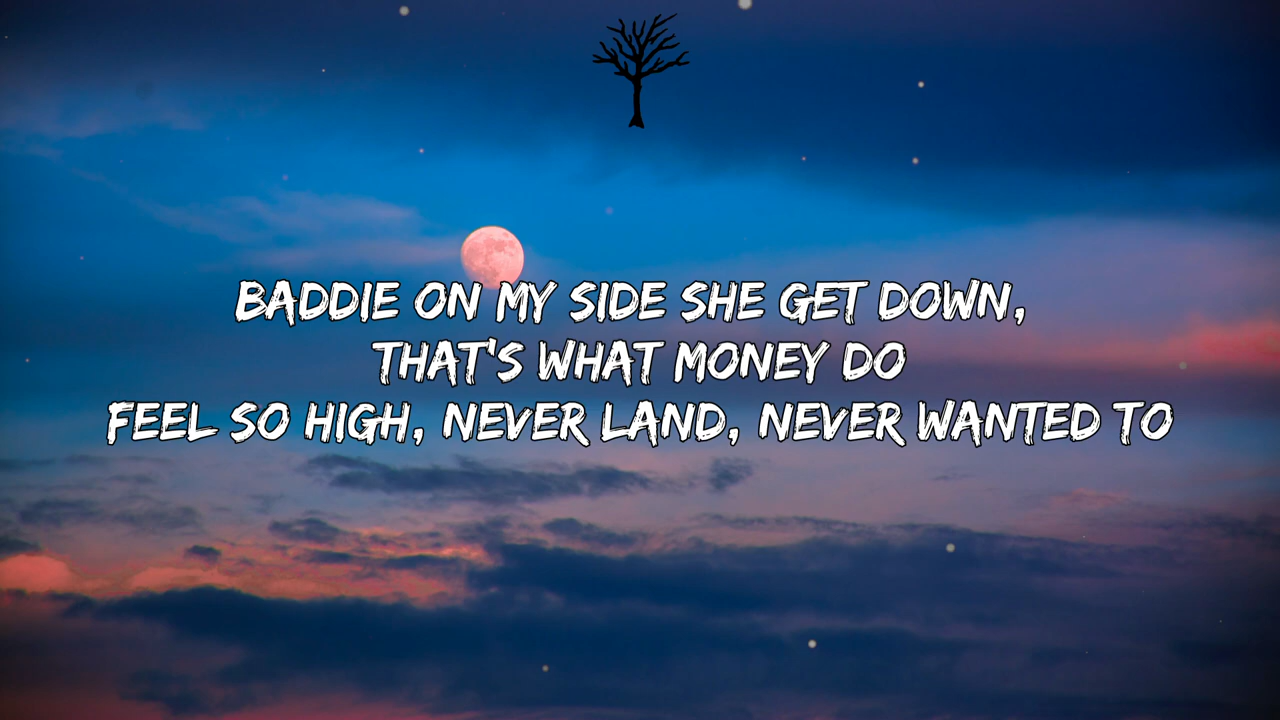 BADDIE ON MY SIDE SHE GET DOWN,
THAT'S WHAT MONEY DO
FEEL SO HIGH, NEVER LAND, NEVER WANTED TO